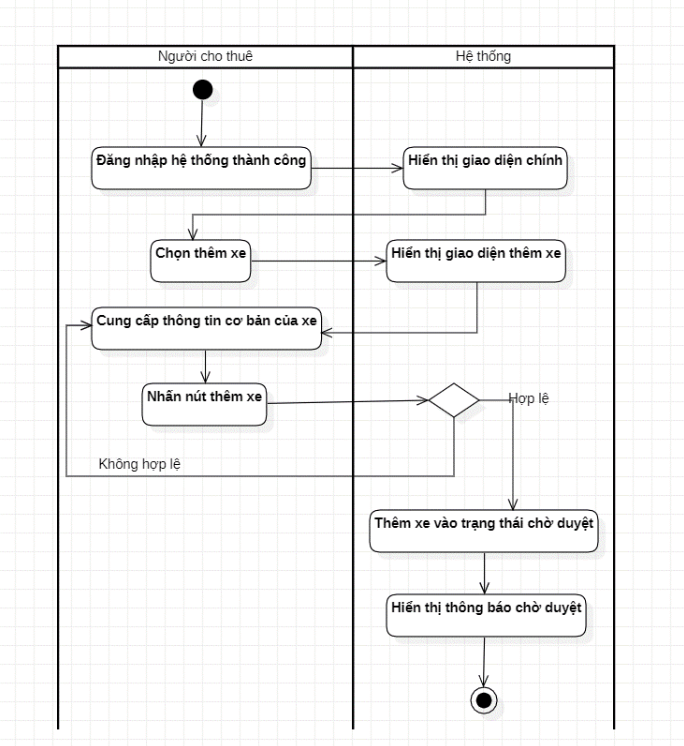 Người cho thuê
Hệ thống
Đăng nhập hệ thống thành công
Hiển thị giao diện chính
Chọn thêm xe
Hiển thị giao diện thêm xe
Cung cấp thông tin cơ bản của xe
Nhấn nút thêm xe
Hợp lệ
Không hợp lệ
Thêm xe vào trạng thái chờ duyệt
Hiển thị thông báo chờ duyệt